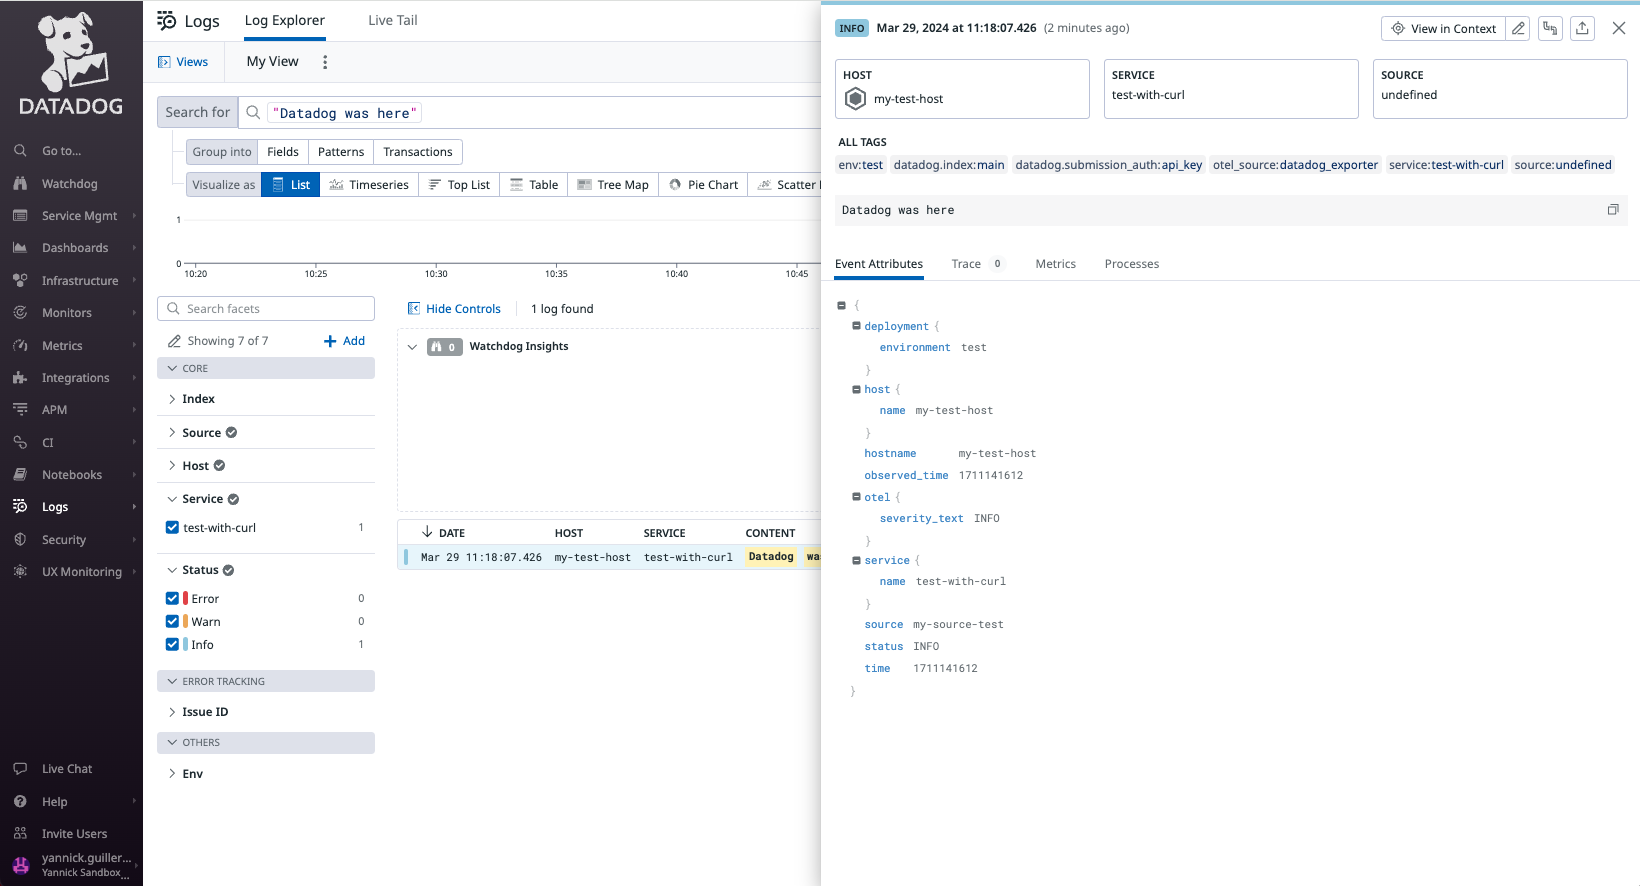 DATADOG
Go to...
Watchdog
Service Mgmt
Dashboards
Infrastructure
Monitors
Metrics
Integrations
APM
CI
Notebooks
Logs
Security
UX Monitoring
Live Chat
Help
Invite Users
yannick.guiller...
Yannick Sandbox_...
Logs
Log Explorer
Live Tail
Views
My View
Search for
"Datadog was here"
Group into
Fields
Patterns
Transactions
Visualize as
List
Timeseries
Top List
Table
Tree Map
Pie Chart
Scatter
1
0
10:20
10:25
10:30
10:35
10:40
10:45
Search facets
Showing 7 of 7
Add
CORE
Index
Source
Host
Service
test-with-curl 1
Status
Error 0
Warn 0
Info 1
ERROR TRACKING
Issue ID
OTHERS
Env
Hide Controls
1 log found
0
Watchdog Insights
DATE HOST SERVICE CONTENT
Mar 29 11:18:07.426 my-test-host test-with-curl Datadog
INFO Mar 29, 2024 at 11:18:07.426 (2 minutes ago)
View in Context
HOST
my-test-host
SERVICE
test-with-curl
SOURCE
undefined
ALL TAGS
env:test datadog.index:main datadog.submission_auth:api_key otel_source:datadog_exporter service:test-with-curl source:undefined
Datadog was here
Event Attributes
Trace 0
Metrics
Processes
{
deployment {
environment test
}
host {
name my-test-host
}
hostname my-test-host
observed_time 1711141612
otel {
severity_text INFO
}
service {
name test-with-curl
}
source my-source-test
status INFO
time 1711141612
}